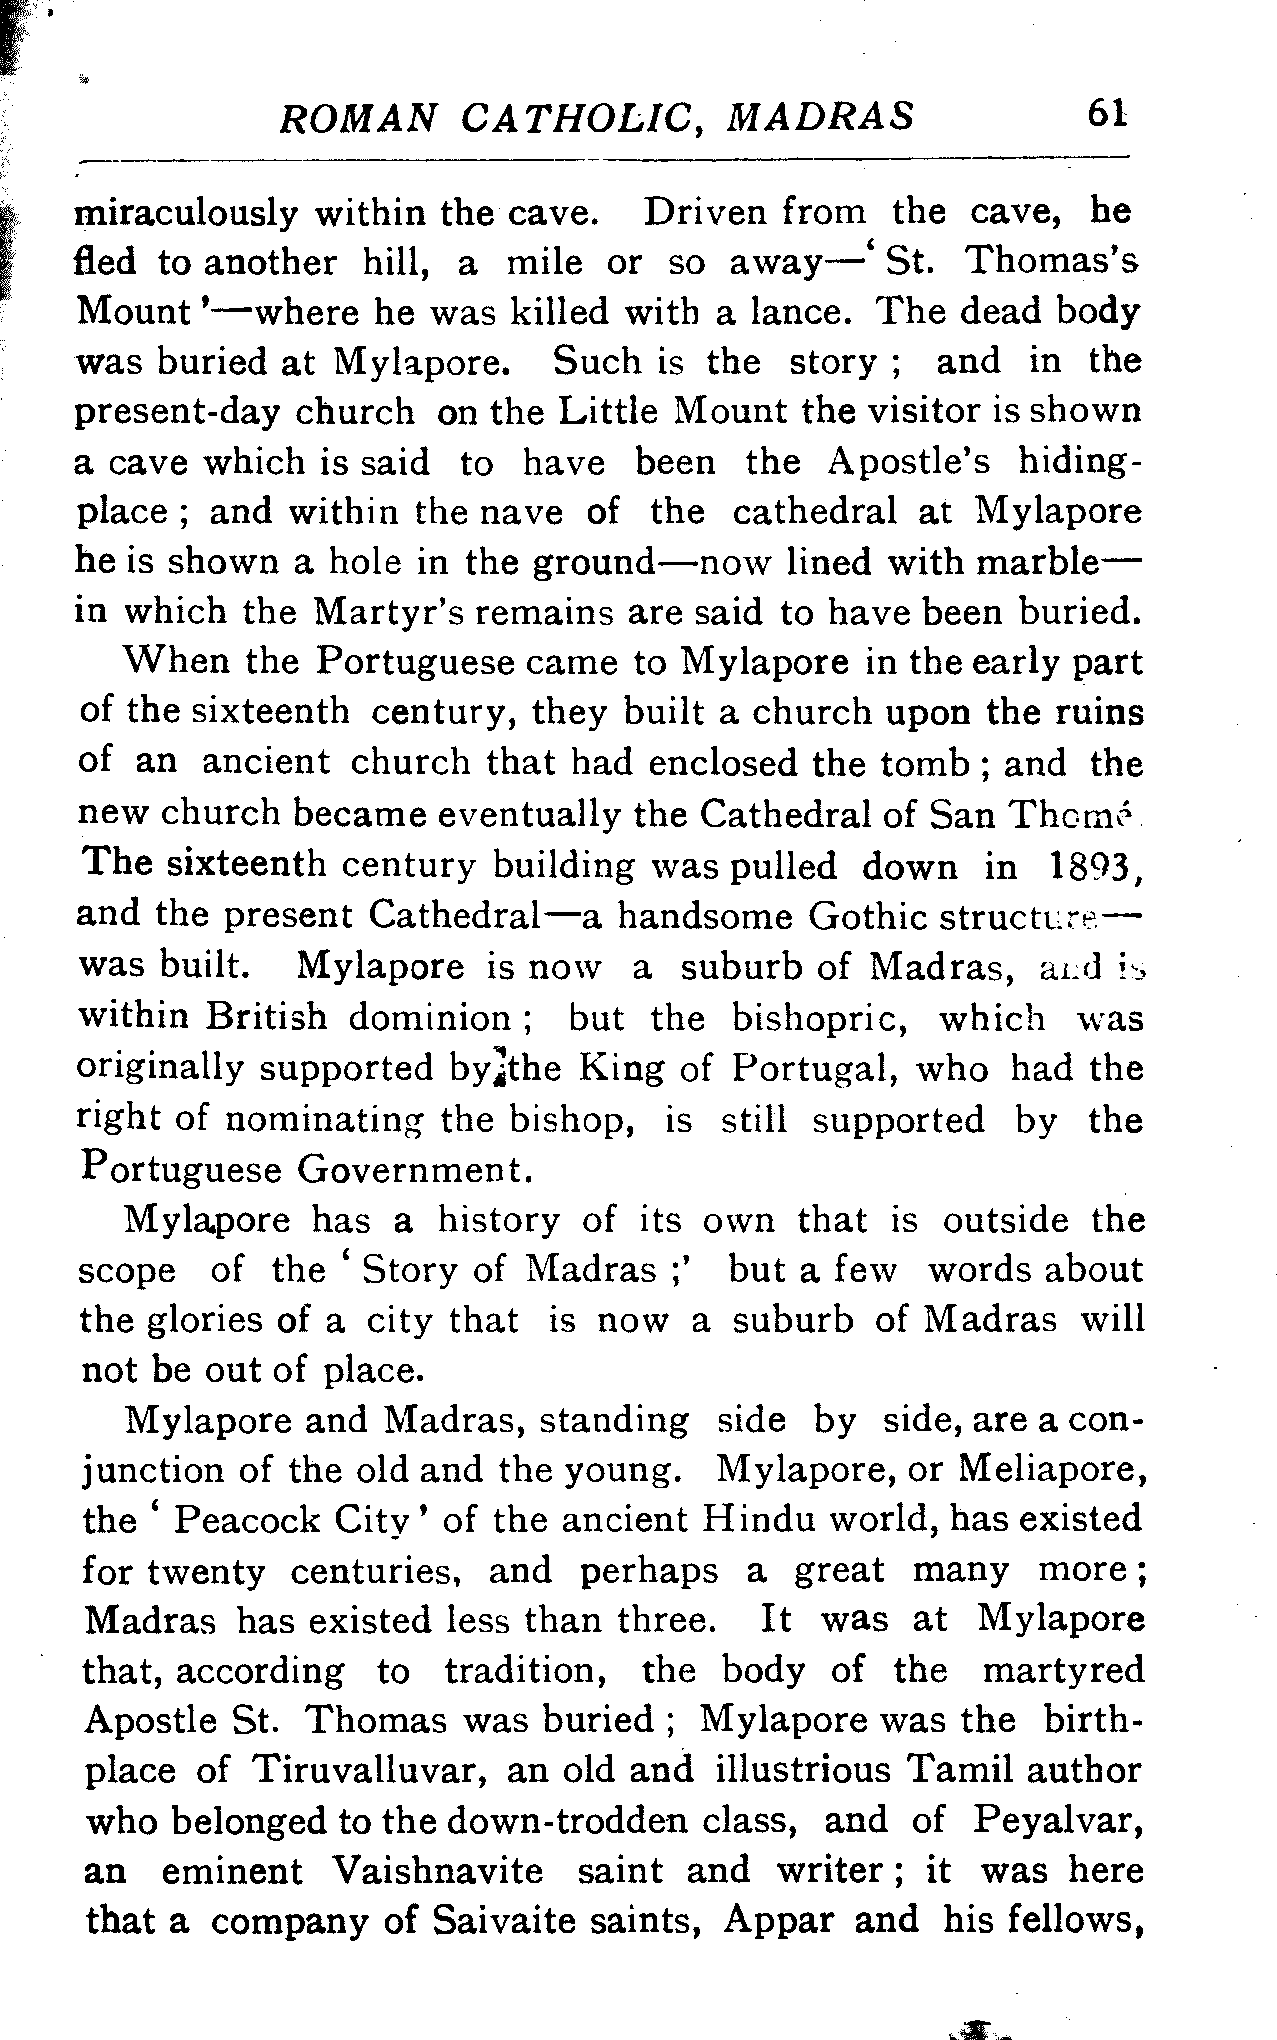 ROMAN CATHOLIC, MADRAS 61
miraculously within the cave. Driven from the cave, he
fled to another hill, a mile or so away—‘ St. Thomas's
Mount ’—where he was killed with a lance. The dead body
was buried at Mylapore. Such is the story ; and in the
present-day church on the Little Mount the visitor is shown
a cave which is said to have been the Apostle's hiding-
place ; and within the nave of the cathedral at Mylapore
he is shown a hole in the ground—now lined with marble—
in which the Martyr's remains are said to have been buried.
When the Portuguese came to Mylapore in the early part
of the sixteenth century, they built a church upon the ruins
of an ancient church that had enclosed the tomb ; and the
new church became eventually the Cathedral of San Thomé.
The sixteenth century building was pulled down in 1893,
and the present Cathedral—a handsome Gothic structure—
was built. Mylapore is now a suburb of Madras, and is
within British dominion ; but the bishopric, which was
originally supported by the King of Portugal, who had the
right of nominating the bishop, is still supported by the
Portuguese Government.
Mylapore has a history of its own that is outside the
scope of the ‘ Story of Madras ;’ but a few words about
the glories of a city that is now a suburb of Madras will
not be out of place.
Mylapore and Madras, standing side by side, are a con-
junction of the old and the young. Mylapore, or Meliapore,
the ‘ Peacock City ’ of the ancient Hindu world, has existed
for twenty centuries, and perhaps a great many more ;
Madras has existed less than three. It was at Mylapore
that, according to tradition, the body of the martyred
Apostle St. Thomas was buried ; Mylapore was the birth-
place of Tiruvalluvar, an old and illustrious Tamil author
who belonged to the down-trodden class, and of Peyalvar,
an eminent Vaishnavite saint and writer ; it was here
that a company of Saivaite saints, Appar and his fellows,